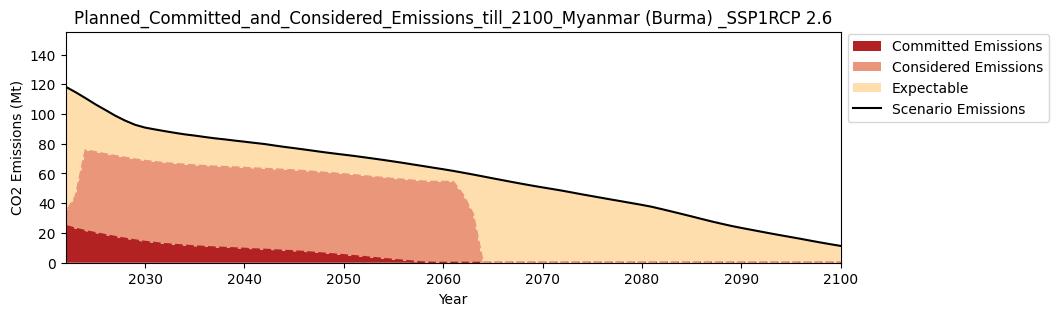 Planned_Committed_and_Considered_Emissions_till_2100_Myanmar (Burma) _SSP1RCP 2.6
CO2 Emissions (Mt)
140
120
100
80
60
40
20
0
2030 2040 2050 2060 2070 2080 2090 2100
Year
Committed Emissions
Considered Emissions
Expectable
Scenario Emissions